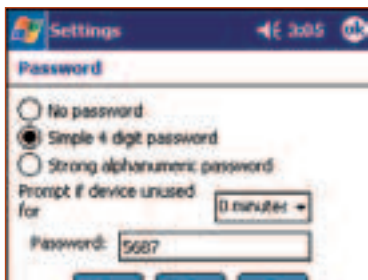 Settings 3:05 ok
Password
No password
Simple 4 digit password
Strong alphanumeric password
Prompt if device unused
for 0 minutes
Password: 5687